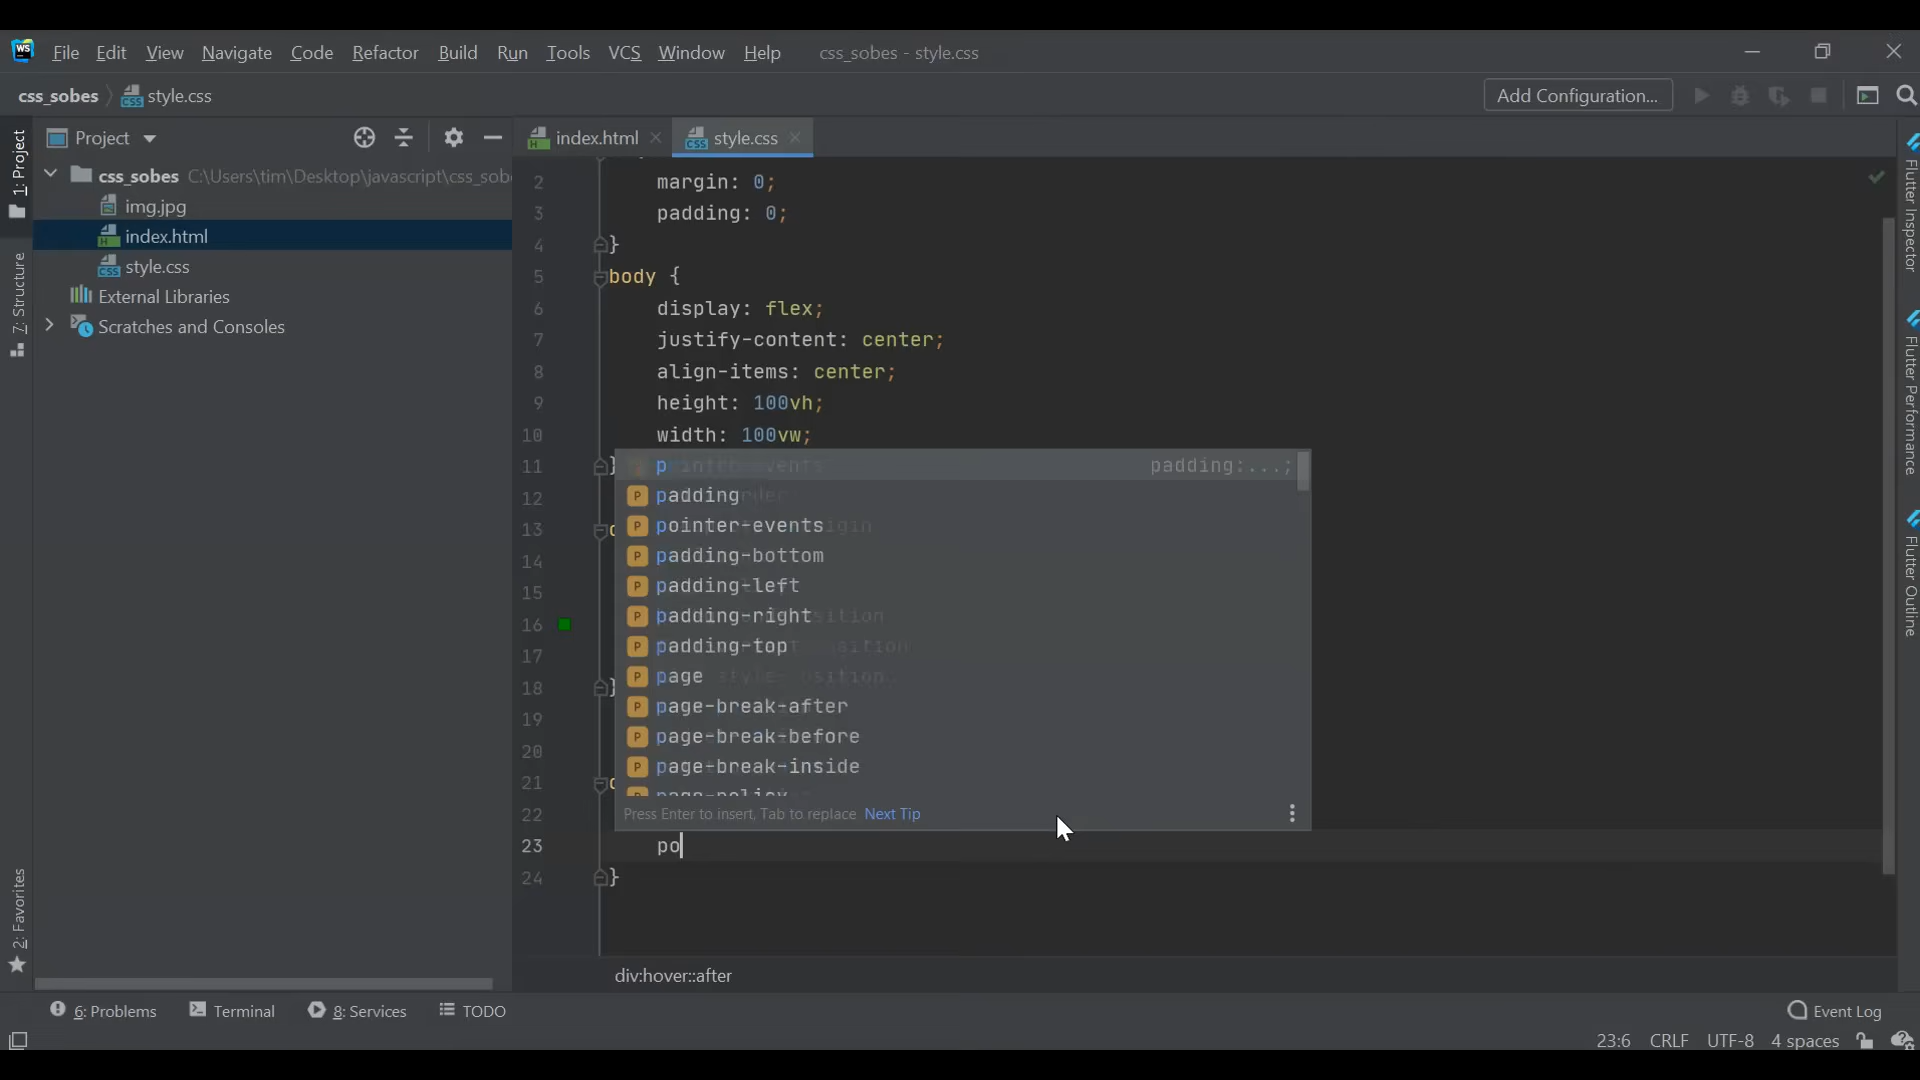 WS File Edit View Navigate Code Refactor Build Run Tools VCS Window Help css_sobes - style.css
css_sobes style.css Add Configuration...
1: Project
7: Structure
2: Favorites
Project
css_sobes C:\Users\tim\Desktop\javascript\css_sobe
img.jpg
index.html
style.css
External Libraries
Scratches and Consoles
index.html style.css
2 margin: 0;
3 padding: 0;
4 }
5 body {
6 display: flex;
7 justify-content: center;
8 align-items: center;
9 height: 100vh;
10 width: 100vw;
11 }
12
13
14
15
16
17
18 }
19
20
21
22
23 po
24 }
p padding:...;
padding
pointer-events
padding-bottom
padding-left
padding-right
padding-top
page
page-break-after
page-break-before
page-break-inside
page-policy
Press Enter to insert, Tab to replace Next Tip
div:hover::after
Flutter Inspector
Flutter Performance
Flutter Outline
6: Problems Terminal 8: Services TODO Event Log
23:6 CRLF UTF-8 4 spaces